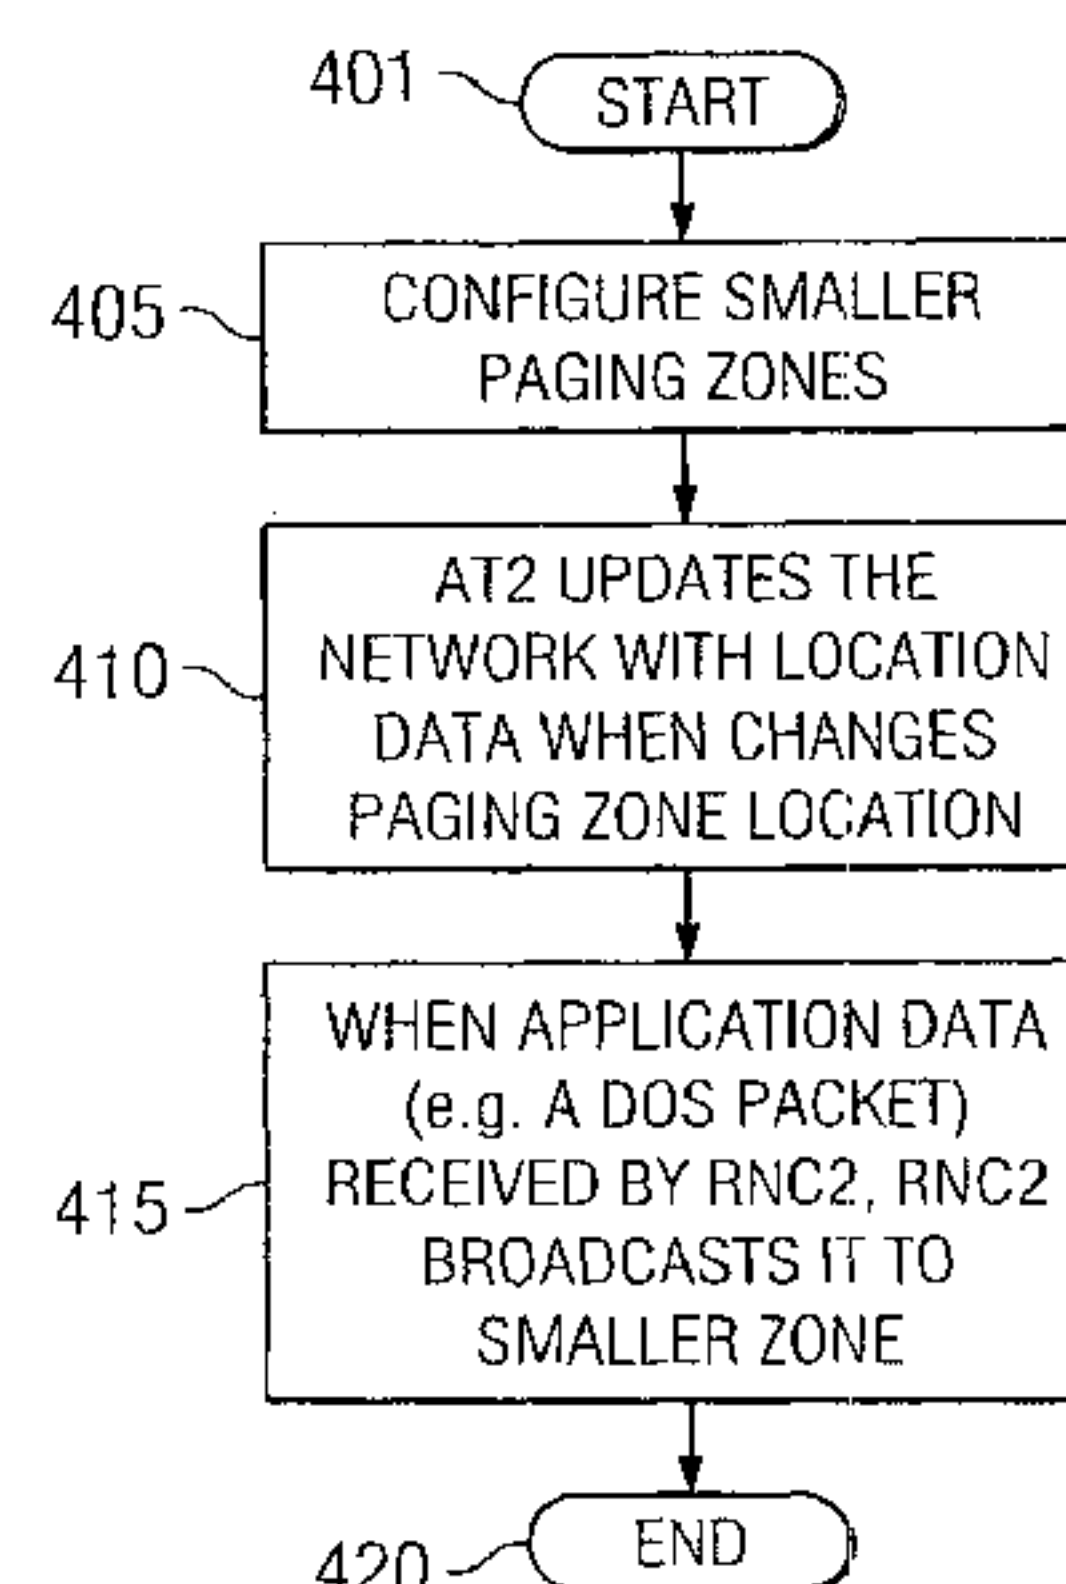 401
START
405
CONFIGURE SMALLER
PAGING ZONES
410
AT2 UPDATES THE
NETWORK WITH LOCATION
DATA WHEN CHANGES
PAGING ZONE LOCATION
415
WHEN APPLICATION DATA
(e.g. A DOS PACKET)
RECEIVED BY RNC2, RNC2
BROADCASTS IT TO
SMALLER ZONE
420
END